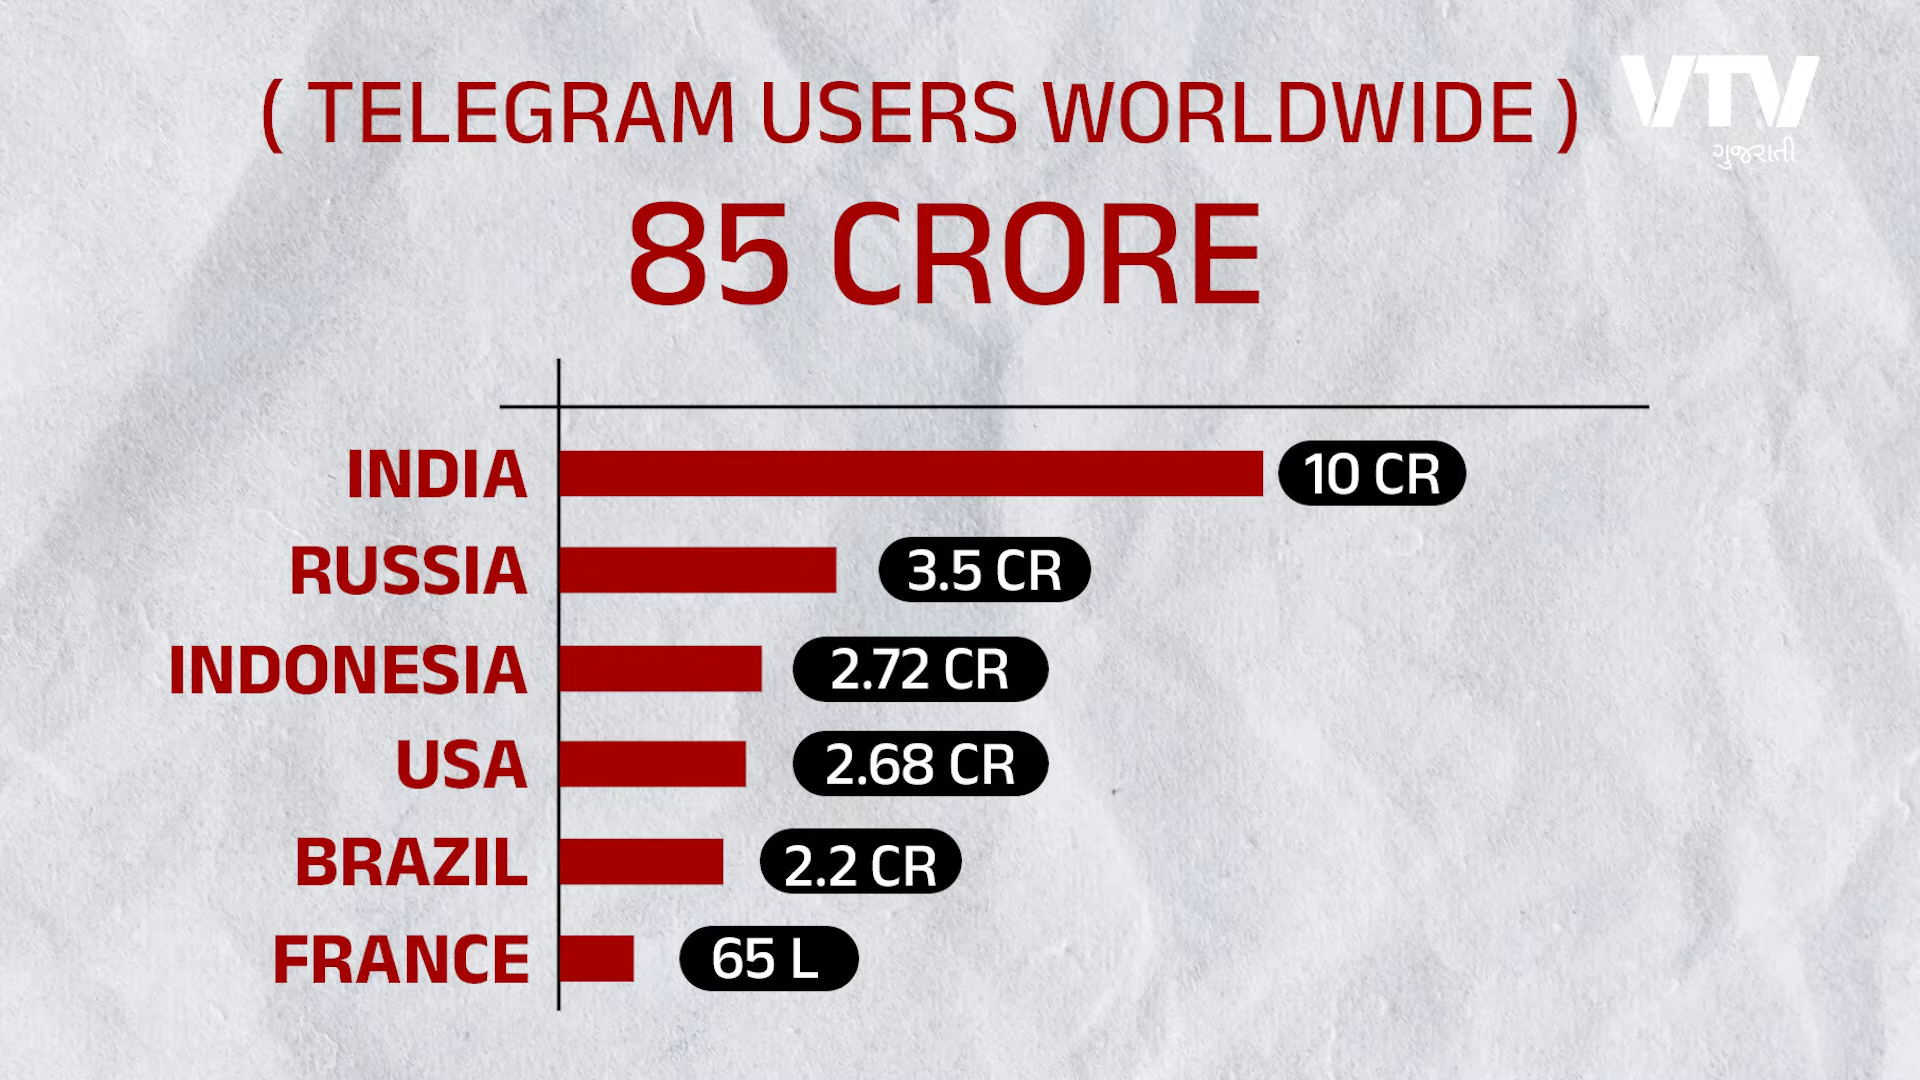 ( TELEGRAM USERS WORLDWIDE )
VTV
ગુજરાતી
85 CRORE
INDIA 10 CR
RUSSIA 3.5 CR
INDONESIA 2.72 CR
USA 2.68 CR
BRAZIL 2.2 CR
FRANCE 65 L